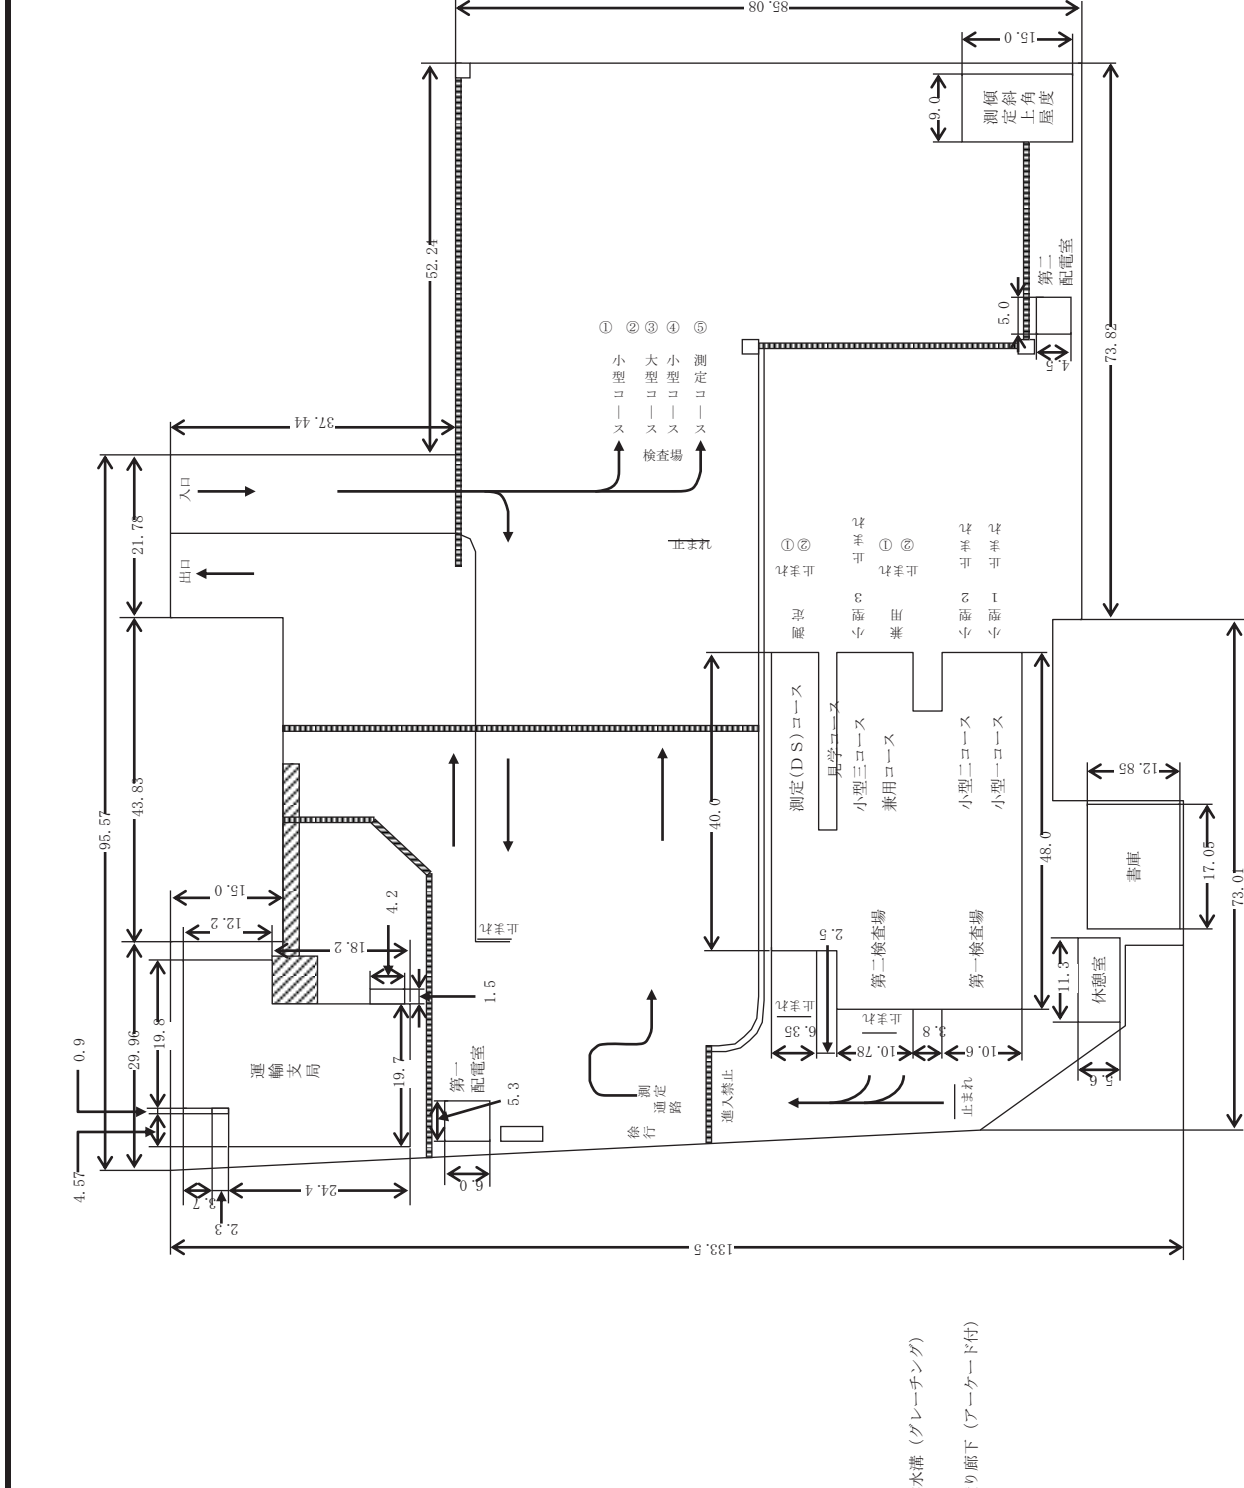 85.08
15.0
9.0
傾斜角度
測定上屋
52.24
73.82
第二
配電室
5.0
4.5
① ② ③ ④ ⑤
小型コース
大型コース
小型コース
測定コース
検査場
37.44
入口
出口
21.78
95.57
43.83
止まれ
①②
止まれ
測定
止まれ
小型3
①②
止まれ
兼用
止まれ
小型2
止まれ
小型1
40.0
測定(DS)コース
見学コース
小型三コース
兼用コース
小型二コース
小型一コース
48.0
12.85
書庫
17.05
73.01
15.0
12.2
18.2
4.2
1.5
止まれ
第二検査場
第一検査場
2.5
11.3
休憩室
5.6
止まれ
6.35
止まれ
10.78
3.8
10.6
止まれ
29.96
19.8
0.9
4.57
運輸支局
19.7
第一
配電室
5.3
6.0
測定
通路
徐行
進入禁止
3.7
2.3
24.4
133.5
水溝（グレーチング）
り廊下（アーケード付）